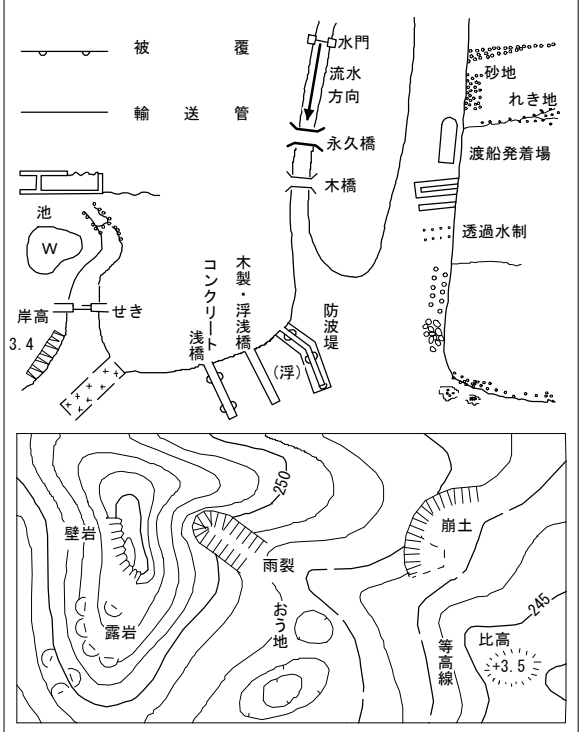 被覆
輸送管
水門
流水
方向
永久橋
木橋
砂地
れき地
渡船発着場
透過水制
池
W
岸高
3.4
せき
コンクリート
浅橋
木製・浮浅橋
(浮)
防波堤
250
壁岩
露岩
雨裂
おう地
崩土
等高線
245
比高
+3.5